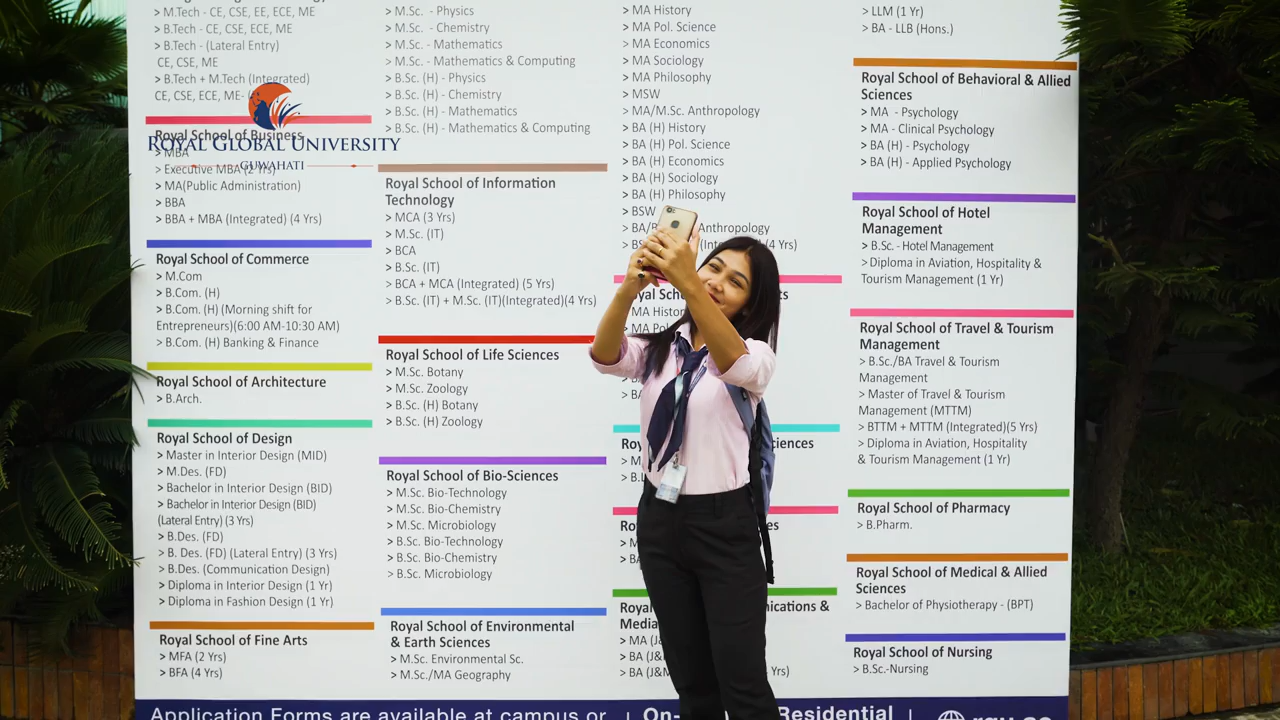 > M.Tech - CE, CSE, EE, ECE, ME
> B.Tech - CE, CSE, ECE, ME
> B.Tech - (Lateral Entry)
CE, CSE, ME
> B.Tech + M.Tech (Integrated)
CE, CSE, ECE, ME-
Royal School of Business
> MBA
> Executive MBA (2 Yrs)
> MA(Public Administration)
> BBA
> BBA + MBA (Integrated) (4 Yrs)
ROYAL GLOBAL UNIVERSITY
GUWAHATI
Royal School of Commerce
> M.Com
> B.Com. (H)
> B.Com. (H) (Morning shift for
Entrepreneurs)(6:00 AM-10:30 AM)
> B.Com. (H) Banking & Finance
Royal School of Architecture
> B.Arch.
Royal School of Design
> Master in Interior Design (MID)
> M.Des. (FD)
> Bachelor in Interior Design (BID)
> Bachelor in Interior Design (BID)
(Lateral Entry) (3 Yrs)
> B.Des. (FD)
> B. Des. (FD) (Lateral Entry) (3 Yrs)
> B.Des. (Communication Design)
> Diploma in Interior Design (1 Yr)
> Diploma in Fashion Design (1 Yr)
Royal School of Fine Arts
> MFA (2 Yrs)
> BFA (4 Yrs)
> M.Sc. - Physics
> M.Sc. - Chemistry
> M.Sc. - Mathematics
> M.Sc. - Mathematics & Computing
> B.Sc. (H) - Physics
> B.Sc. (H) - Chemistry
> B.Sc. (H) - Mathematics
> B.Sc. (H) - Mathematics & Computing
Royal School of Information
Technology
> MCA (3 Yrs)
> M.Sc. (IT)
> BCA
> B.Sc. (IT)
> BCA + MCA (Integrated) (5 Yrs)
> B.Sc. (IT) + M.Sc. (IT)(Integrated)(4 Yrs)
Royal School of Life Sciences
> M.Sc. Botany
> M.Sc. Zoology
> B.Sc. (H) Botany
> B.Sc. (H) Zoology
Royal School of Bio-Sciences
> M.Sc. Bio-Technology
> M.Sc. Bio-Chemistry
> M.Sc. Microbiology
> B.Sc. Bio-Technology
> B.Sc. Bio-Chemistry
> B.Sc. Microbiology
Royal School of Environmental
& Earth Sciences
> M.Sc. Environmental Sc.
> M.Sc./MA Geography
> MA History
> MA Pol. Science
> MA Economics
> MA Sociology
> MA Philosophy
> MSW
> MA/M.Sc. Anthropology
> BA (H) History
> BA (H) Pol. Science
> BA (H) Economics
> BA (H) Sociology
> BA (H) Philosophy
> BSW
> BA/ Anthropology
(4 Yrs)
Royal
> MA
> MA
Royal
Royal
nications &
Media
> MA
> BA
> BA Yrs)
> LLM (1 Yr)
> BA - LLB (Hons.)
Royal School of Behavioral & Allied
Sciences
> MA - Psychology
> MA - Clinical Psychology
> BA (H) - Psychology
> BA (H) - Applied Psychology
Royal School of Hotel
Management
> B.Sc. - Hotel Management
> Diploma in Aviation, Hospitality &
Tourism Management (1 Yr)
Royal School of Travel & Tourism
Management
> B.Sc./BA Travel & Tourism
Management
> Master of Travel & Tourism
Management (MTTM)
> BTTM + MTTM (Integrated)(5 Yrs)
> Diploma in Aviation, Hospitality
& Tourism Management (1 Yr)
Royal School of Pharmacy
> B.Pharm.
Royal School of Medical & Allied
Sciences
> Bachelor of Physiotherapy - (BPT)
Royal School of Nursing
> B.Sc.-Nursing
Application Forms are available at campus or | On- Residential |